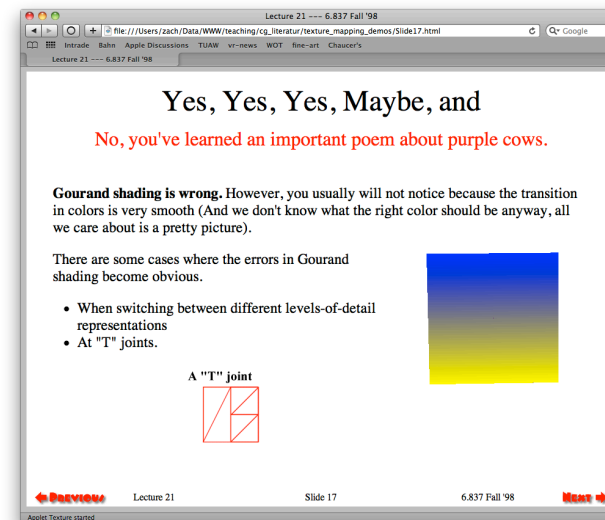 Lecture 21 --- 6.837 Fall '98
file:///Users/zach/Data/WWW/teaching/cg_literatur/texture_mapping_demos/Slide17.html
Google
Intrade Bahn Apple Discussions TUAW vr-news WOT fine-art Chaucer's
Lecture 21 --- 6.837 Fall '98
Yes, Yes, Yes, Maybe, and
No, you've learned an important poem about purple cows.
Gourand shading is wrong. However, you usually will not notice because the transition
in colors is very smooth (And we don't know what the right color should be anyway, all
we care about is a pretty picture).
There are some cases where the errors in Gourand
shading become obvious.
• When switching between different levels-of-detail
representations
• At "T" joints.
A "T" joint
Previous Lecture 21 Slide 17 6.837 Fall '98 Next
Applet Texture started